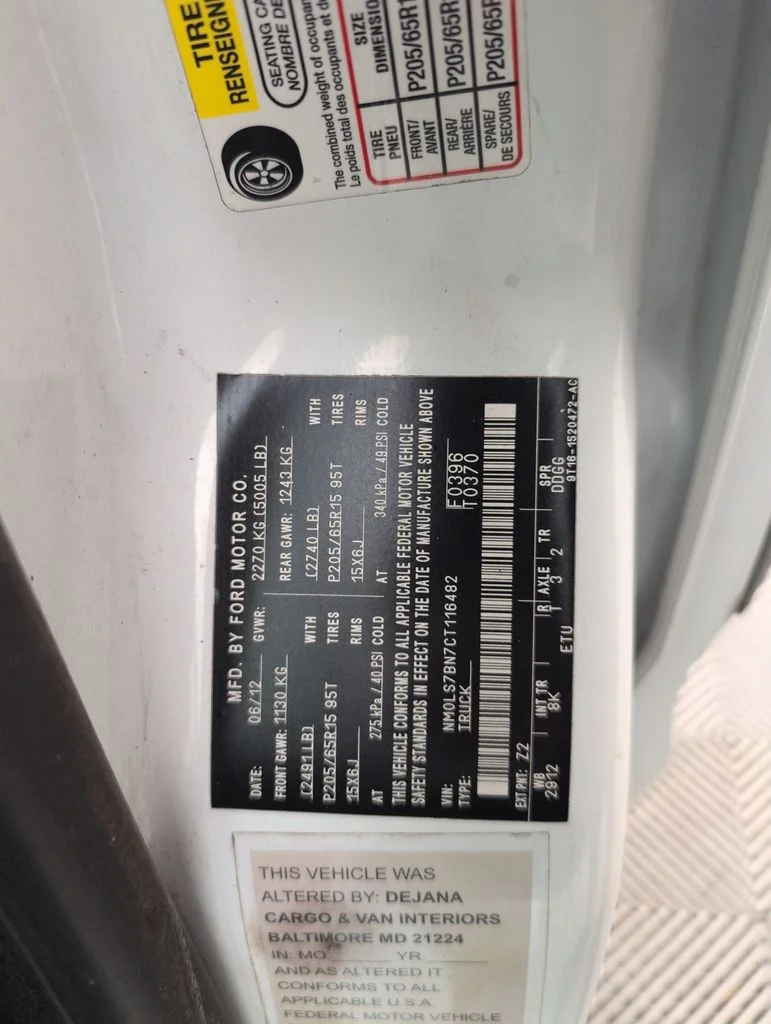 TIRE
RENSEIGN
SEATING CA
NOMBRE DE
The combined weight of occupan
Le poids total des occupants et d
TIRE
PNEU
SIZE
DIMENSIO
FRONT/
AVANT
P205/65R1
REAR/
ARRIÈRE
P205/65R1
SPARE/
DE SECOURS
P205/65R
MFD. BY FORD MOTOR CO.
DATE: 06/12 GVWR: 2270 KG (5005 LB)
FRONT GAWR: 1130 KG REAR GAWR: 1243 KG
(2491LB) WITH (2740 LB) WITH
P205/65R15 95T TIRES P205/65R15 95T TIRES
15X6J RIMS 15X6J RIMS
AT 275 kPa / 40 PSI COLD AT 340 kPa / 49 PSI COLD
THIS VEHICLE CONFORMS TO ALL APPLICABLE FEDERAL MOTOR VEHICLE
SAFETY STANDARDS IN EFFECT ON THE DATE OF MANUFACTURE SHOWN ABOVE
VIN: NM0LS7BN7CT116482 F0396
TYPE: TRUCK T0370
EXT PNT: Z2 ETU
WB INT TR R AXLE TR SPR
2912 8K T 3 2 DDGG
9T16-1520472-AC
THIS VEHICLE WAS
ALTERED BY: DEJANA
CARGO & VAN INTERIORS
BALTIMORE MD 21224
IN: MO. YR
AND AS ALTERED IT
CONFORMS TO ALL
APPLICABLE U.S.A.
FEDERAL MOTOR VEHICLE